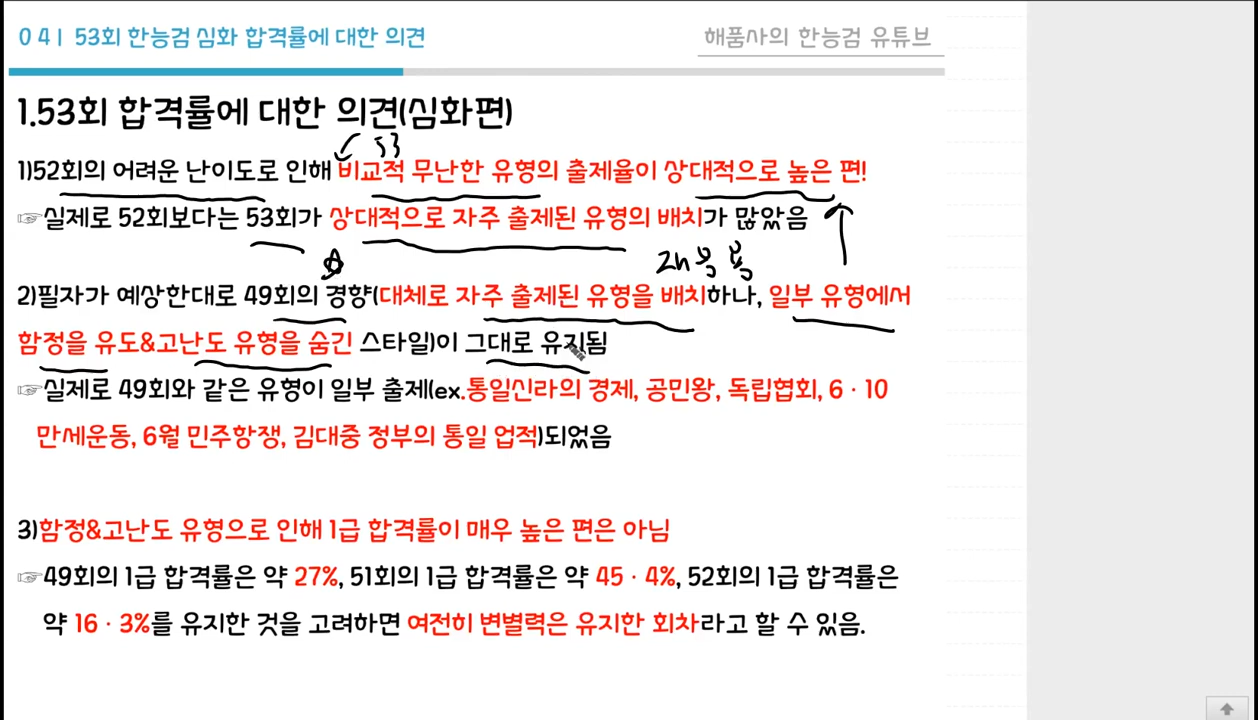 04| 53회 한능검 심화 합격률에 대한 의견
해품사의 한능검 유튜브
1.53회 합격률에 대한 의견(심화편)
53
1)52회의 어려운 난이도로 인해 비교적 무난한 유형의 출제율이 상대적으로 높은 편!
☞실제로 52회보다는 53회가 상대적으로 자주 출제된 유형의 배치가 많았음
2)필자가 예상한대로 49회의 경향(대체로 자주 출제된 유형을 배치하나, 일부 유형에서
함정을 유도&고난도 유형을 숨긴 스타일)이 그대로 유지됨
☞실제로 49회와 같은 유형이 일부 출제(ex.통일신라의 경제, 공민왕, 독립협회, 6·10
만세운동, 6월 민주항쟁, 김대중 정부의 통일 업적)되었음
3)함정&고난도 유형으로 인해 1급 합격률이 매우 높은 편은 아님
☞49회의 1급 합격률은 약 27%, 51회의 1급 합격률은 약 45·4%, 52회의 1급 합격률은
약 16·3%를 유지한 것을 고려하면 여전히 변별력은 유지한 회차라고 할 수 있음.